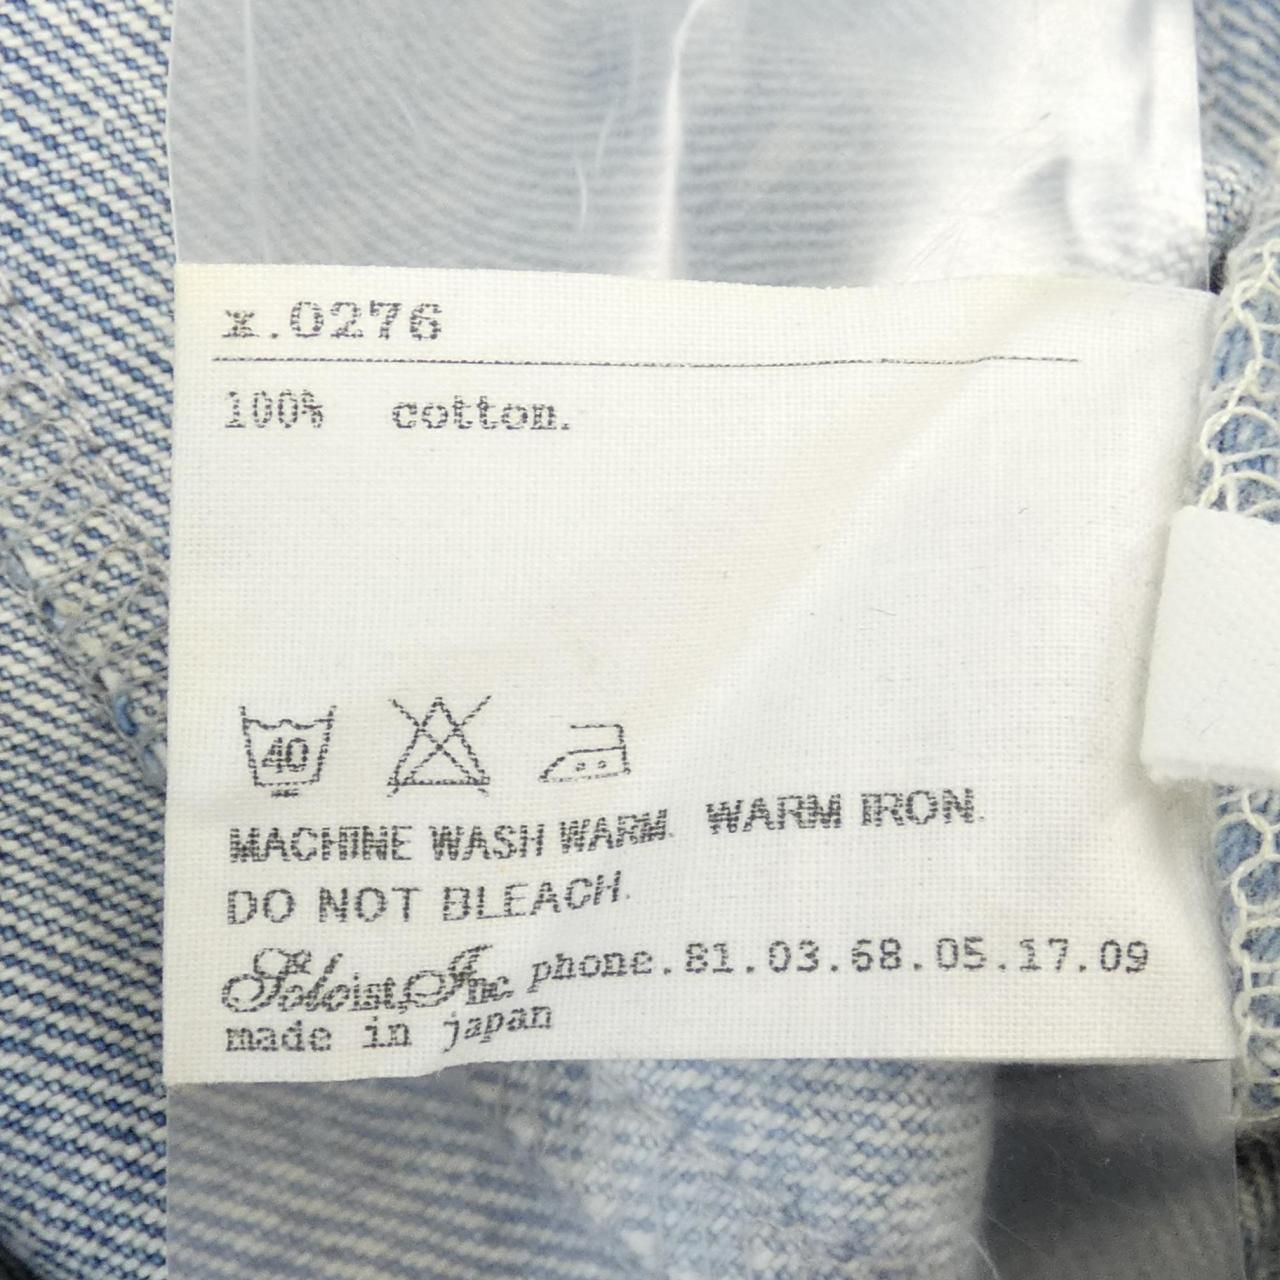 x.0276
100% cotton.
40
MACHINE WASH WARM. WARM IRON.
DO NOT BLEACH.
Soloist, Inc. phone.81.03.68.05.17.09
made in japan